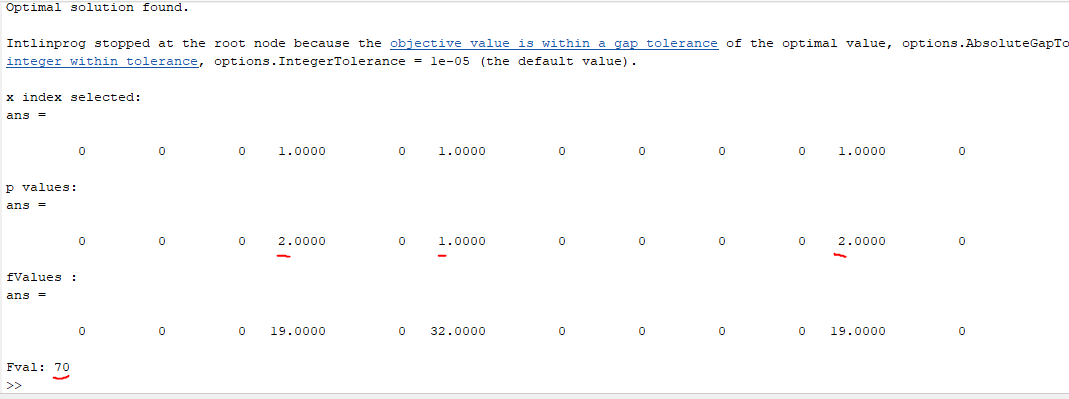 Optimal solution found.
Intlinprog stopped at the root node because the objective value is within a gap tolerance of the optimal value, options.AbsoluteGapTo
integer within tolerance, options.IntegerTolerance = 1e-05 (the default value).
x index selected:
ans =
0 0 0 1.0000 0 1.0000 0 0 0 0 1.0000 0
p values:
ans =
0 0 0 2.0000 0 1.0000 0 0 0 0 2.0000 0
fValues :
ans =
0 0 0 19.0000 0 32.0000 0 0 0 0 19.0000 0
Fval: 70
>>